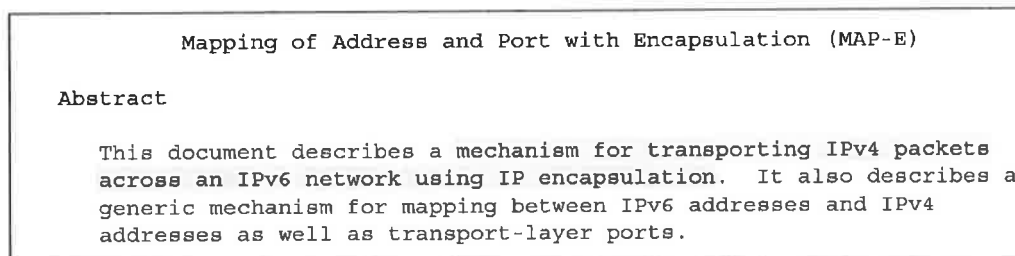 Mapping of Address and Port with Encapsulation (MAP-E)
Abstract
This document describes a mechanism for transporting IPv4 packets
across an IPv6 network using IP encapsulation. It also describes a
generic mechanism for mapping between IPv6 addresses and IPv4
addresses as well as transport-layer ports.